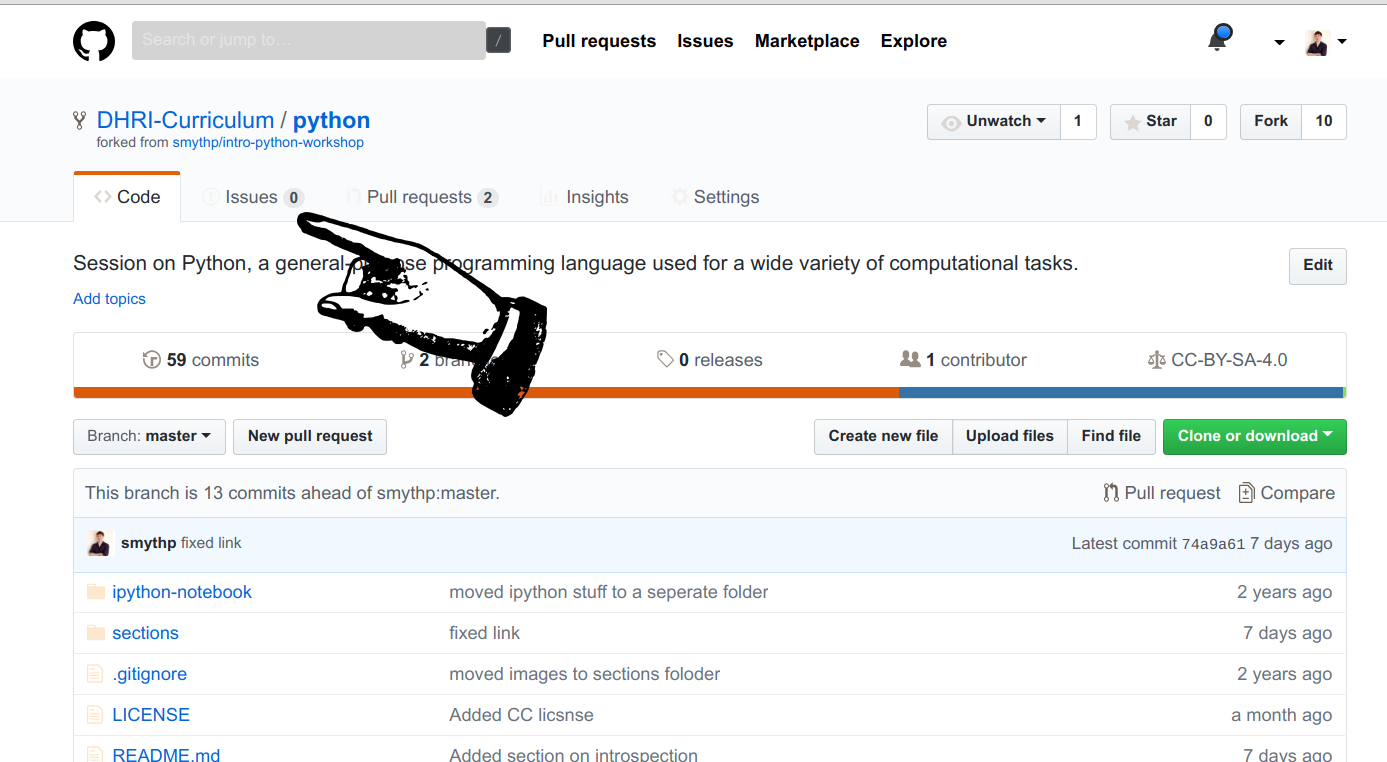 Search or jump to…
/
Pull requests Issues Marketplace Explore
DHRI-Curriculum / python
forked from smythp/intro-python-workshop
Unwatch 1 Star 0 Fork 10
Code Issues 0 Pull requests 2 Insights Settings
Session on Python, a general-purpose programming language used for a wide variety of computational tasks.
Edit
Add topics
59 commits 2 0 releases 1 contributor CC-BY-SA-4.0
Branch: master New pull request Create new file Upload files Find file Clone or download
This branch is 13 commits ahead of smythp:master. Pull request Compare
smythp fixed link Latest commit 74a9a61 7 days ago
ipython-notebook moved ipython stuff to a seperate folder 2 years ago
sections fixed link 7 days ago
.gitignore moved images to sections foloder 2 years ago
LICENSE Added CC licsnse a month ago
README.md Added section on introspection 7 days ago